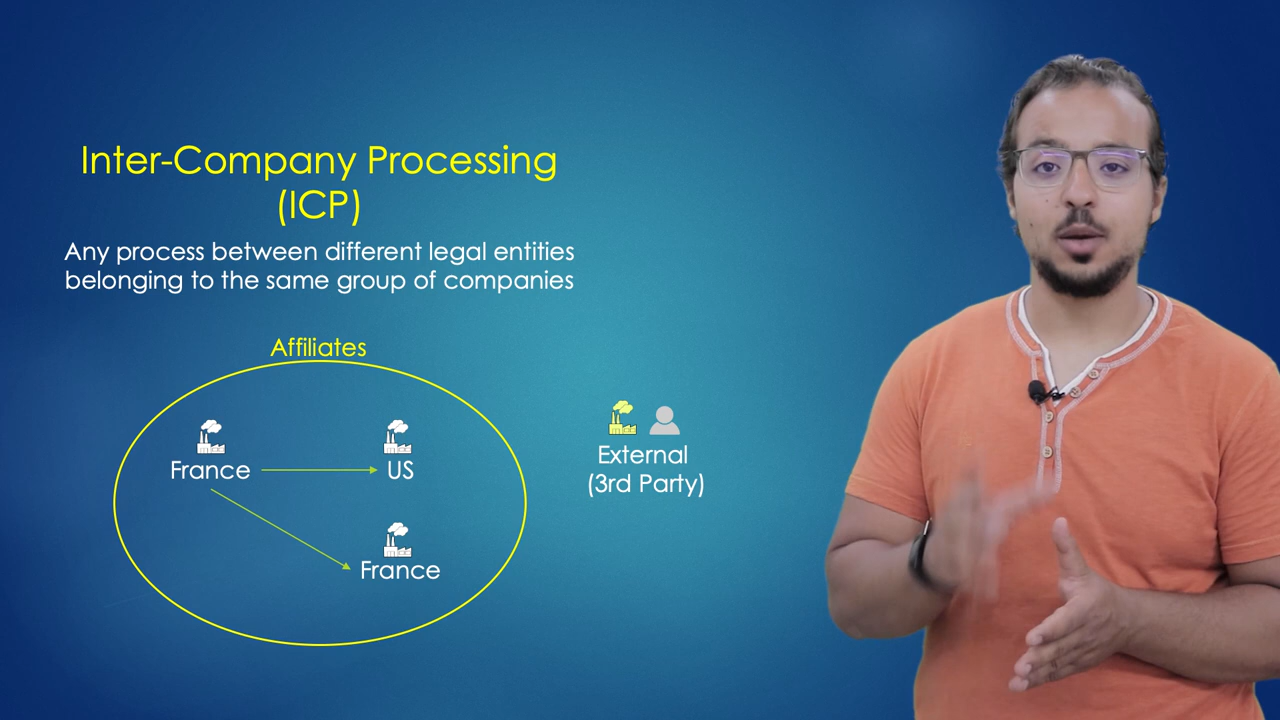 Inter-Company Processing
(ICP)
Any process between different legal entities
belonging to the same group of companies
Affiliates
France
US
France
External
(3rd Party)